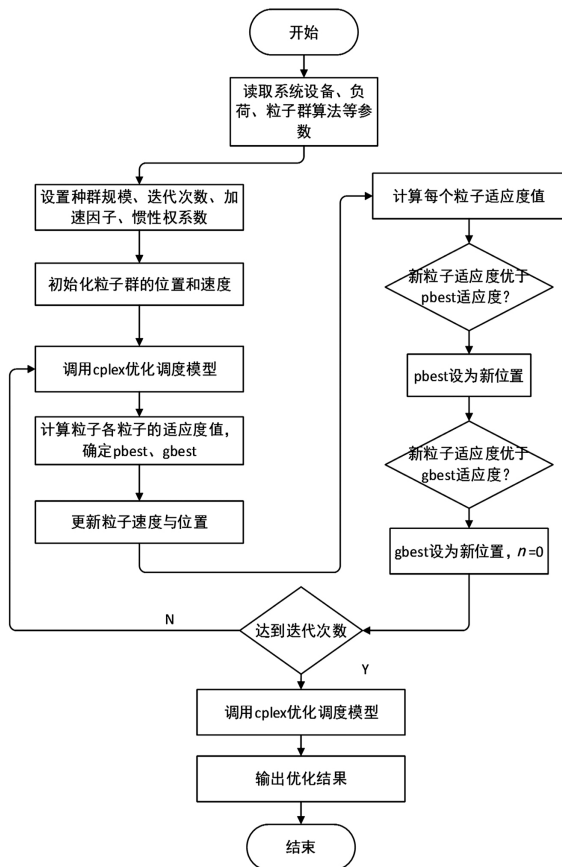 开始
读取系统设备、负
荷、粒子群算法等参
数
设置种群规模、迭代次数、加
速因子、惯性权系数
初始化粒子群的位置和速度
调用cplex优化调度模型
计算粒子各粒子的适应度值,
确定pbest、gbest
更新粒子速度与位置
计算每个粒子适应度值
新粒子适应度优于
pbest适应度?
pbest设为新位置
新粒子适应度优于
gbest适应度?
gbest设为新位置, n=0
达到迭代次数
N
Y
调用cplex优化调度模型
输出优化结果
结束